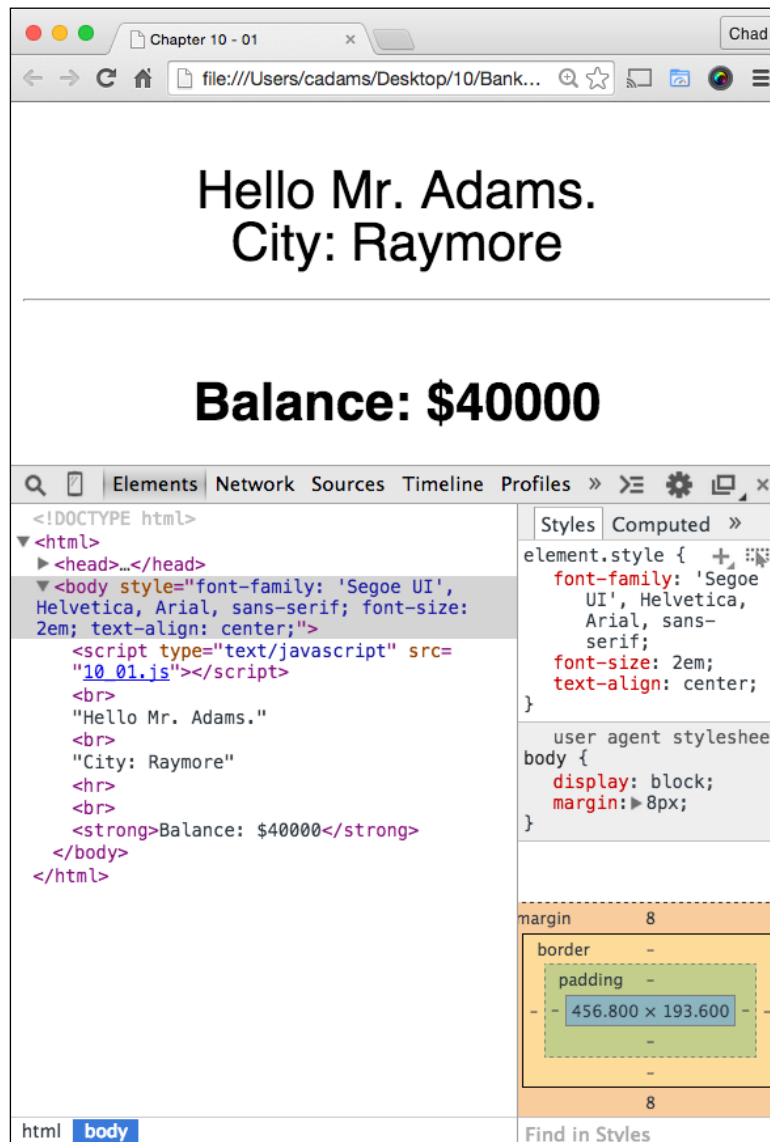 Chapter 10 - 01 ×
Chad
file:///Users/cadams/Desktop/10/Bank...
Hello Mr. Adams.
City: Raymore
Balance: $40000
Elements Network Sources Timeline Profiles » ×
<!DOCTYPE html>
▼<html>
▶<head>…</head>
▼<body style="font-family: 'Segoe UI',
Helvetica, Arial, sans-serif; font-size:
2em; text-align: center;">
<script type="text/javascript" src=
"10_01.js"></script>
<br>
"Hello Mr. Adams."
<br>
"City: Raymore"
<hr>
<br>
<strong>Balance: $40000</strong>
</body>
</html>
html body
Styles Computed »
element.style {
font-family: 'Segoe
UI', Helvetica,
Arial, sans-
serif;
font-size: 2em;
text-align: center;
}
user agent styleshee
body {
display: block;
margin:▶8px;
}
margin 8
border –
padding –
– – 456.800 × 193.600 – –
–
–
8
Find in Styles